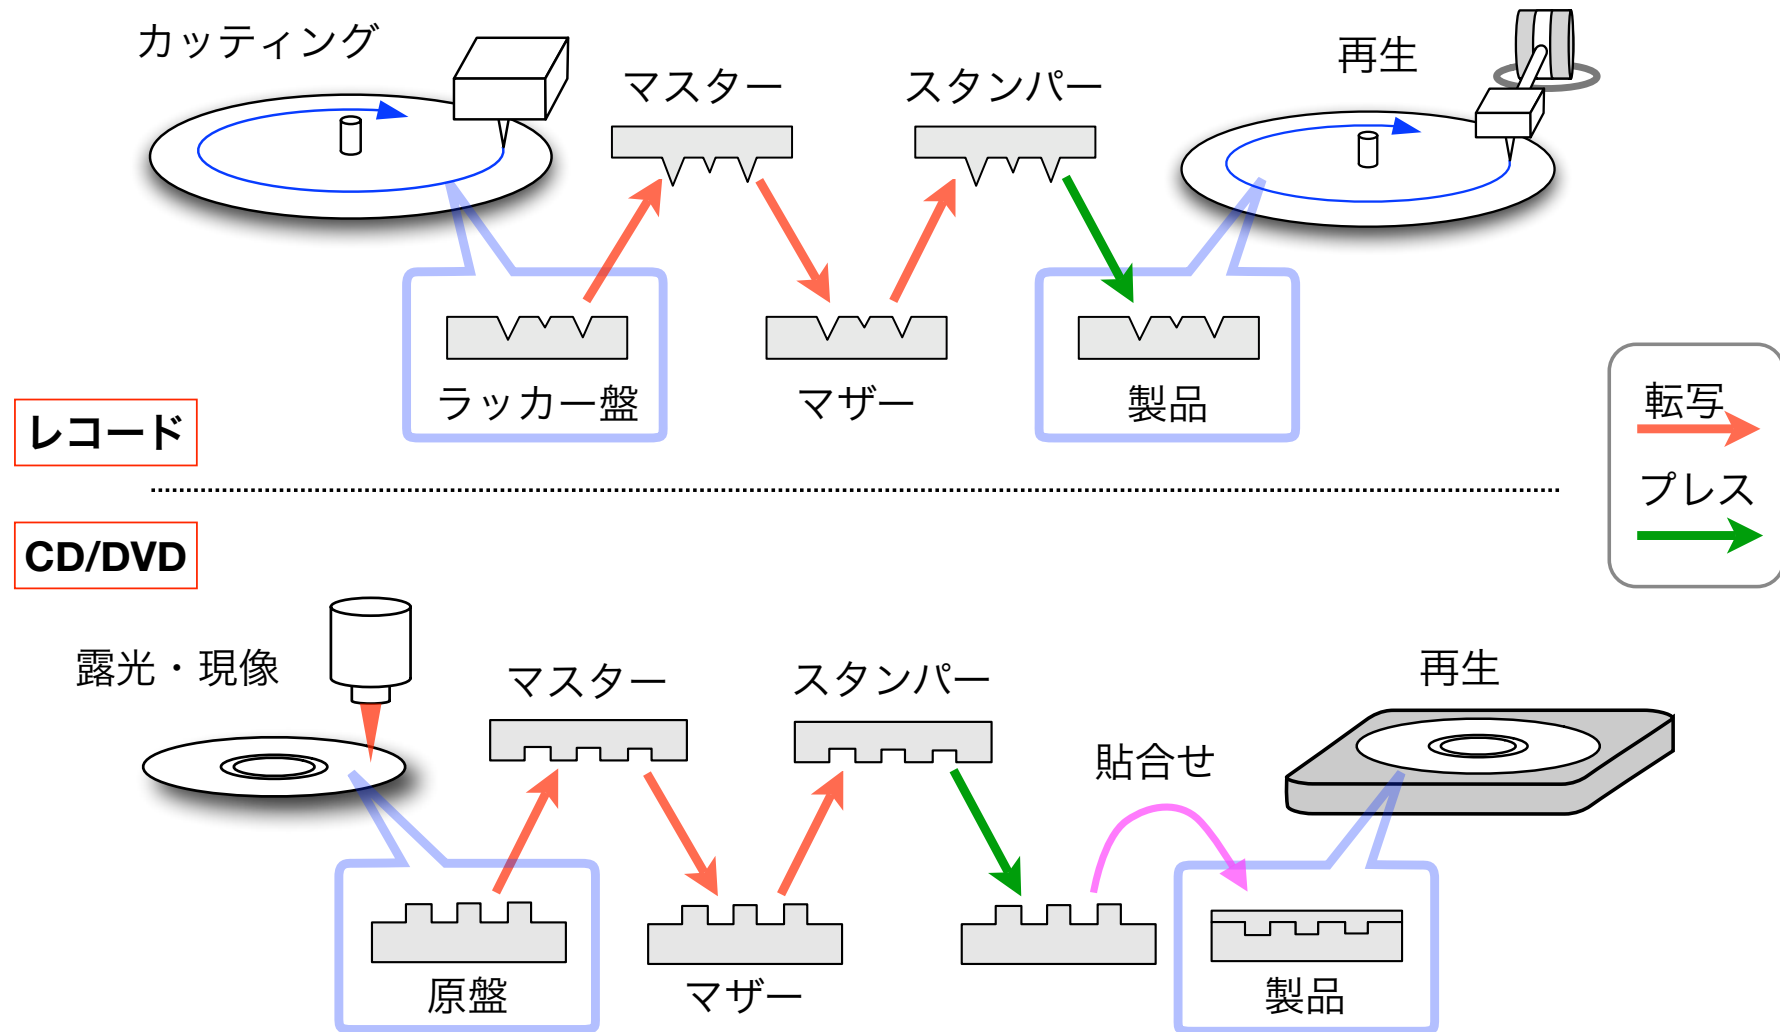 カッティング
マスター
スタンパー
再生
ラッカー盤
マザー
製品
レコード
転写
プレス
CD/DVD
露光・現像
マスター
スタンパー
再生
貼合せ
原盤
マザー
製品